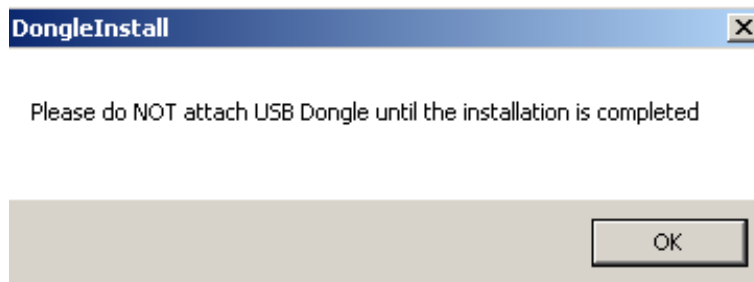 DongleInstall
Please do NOT attach USB Dongle until the installation is completed
OK